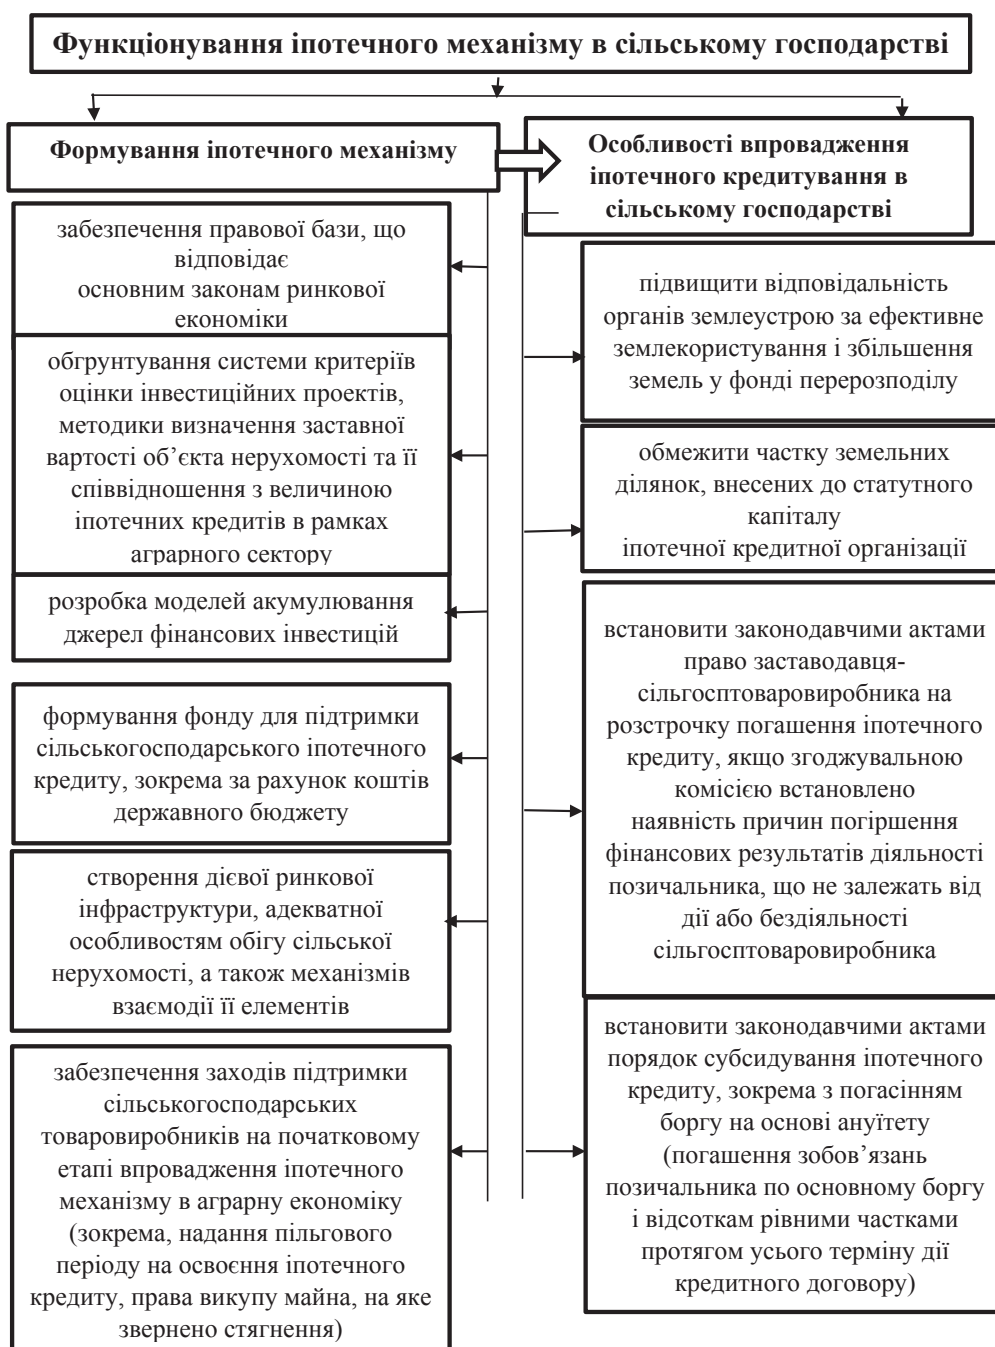 Функціонування іпотечного механізму в сільському господарстві
Формування іпотечного механізму
забезпечення правової бази, що
відповідає
основним законам ринкової
економіки
обгрунтування системи критеріїв
оцінки інвестиційних проектів,
методики визначення заставної
вартості об’єкта нерухомості та її
співвідношення з величиною
іпотечних кредитів в рамках
аграрного сектору
розробка моделей акумулювання
джерел фінансових інвестицій
формування фонду для підтримки
сільськогосподарського іпотечного
кредиту, зокрема за рахунок коштів
державного бюджету
створення дієвої ринкової
інфраструктури, адекватної
особливостям обігу сільської
нерухомості, а також механізмів
взаємодії її елементів
забезпечення заходів підтримки
сільськогосподарських
товаровиробників на початковому
етапі впровадження іпотечного
механізму в аграрну економіку
(зокрема, надання пільгового
періоду на освоєння іпотечного
кредиту, права викупу майна, на яке
звернено стягнення)
Особливості впровадження
іпотечного кредитування в
сільському господарстві
підвищити відповідальність
органів землеустрою за ефективне
землекористування і збільшення
земель у фонді перерозподілу
обмежити частку земельних
ділянок, внесених до статутного
капіталу
іпотечної кредитної організації
встановити законодавчими актами
право заставодавця-
сільгосптоваровиробника на
розстрочку погашення іпотечного
кредиту, якщо згоджувальною
комісією встановлено
наявність причин погіршення
фінансових результатів діяльності
позичальника, що не залежать від
дії або бездіяльності
сільгосптоваровиробника
встановити законодавчими актами
порядок субсидування іпотечного
кредиту, зокрема з погасінням
боргу на основі ануїтету
(погашення зобов’язань
позичальника по основному боргу
і відсоткам рівними частками
протягом усього терміну дії
кредитного договору)